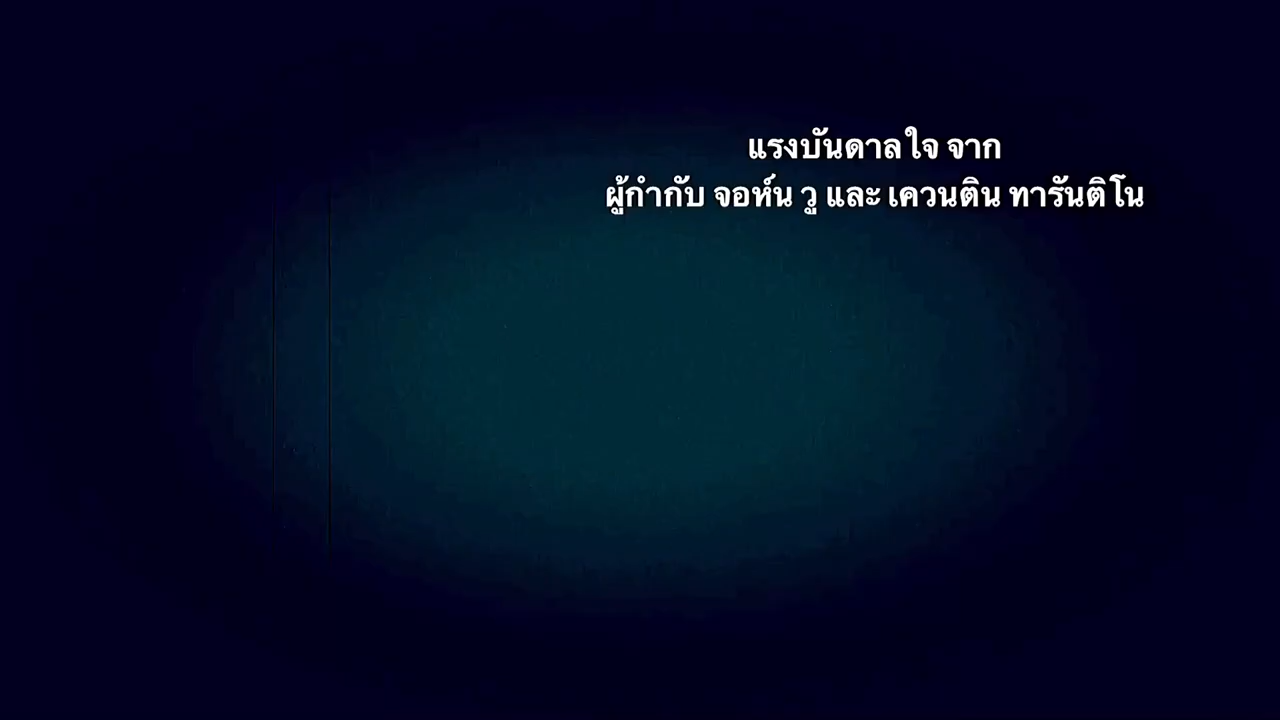 แรงบันดาลใจ จาก
ผู้กำกับ จอห์น วู และ เควนติน ทารันติโน